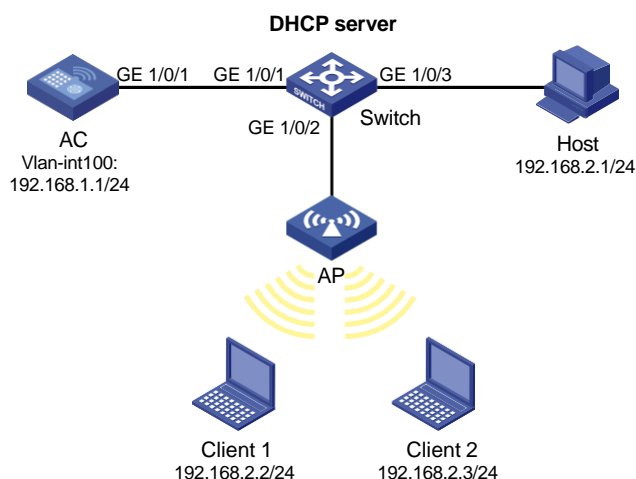 DHCP server
GE 1/0/1
GE 1/0/1
GE 1/0/3
SWITCH
GE 1/0/2
Switch
AC
Vlan-int100:
192.168.1.1/24
Host
192.168.2.1/24
AP
Client 1
192.168.2.2/24
Client 2
192.168.2.3/24